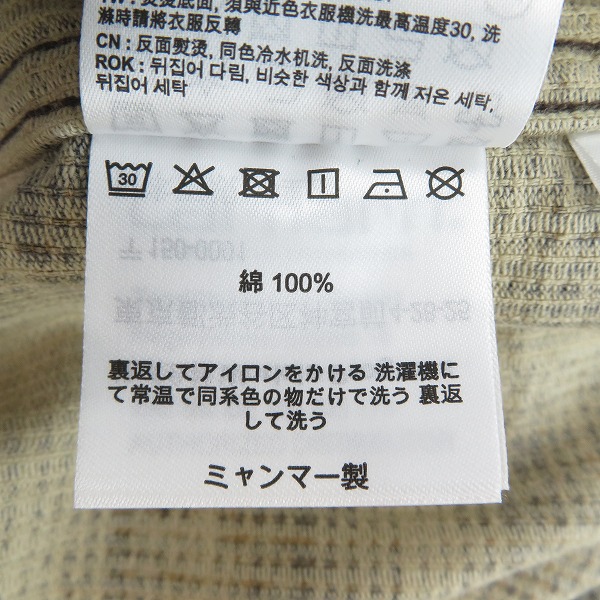 TW : 熨燙底面, 須與近色衣服機洗最高溫度30, 洗
滌時請將衣服反轉
CN : 反面熨烫, 同色冷水机洗, 反面洗涤
ROK : 뒤집어 다림, 비슷한 색상과 함께 저온 세탁,
뒤집어 세탁
30
綿 100%
裏返してアイロンをかける 洗濯機に
て常温で同系色の物だけで洗う 裏返
して洗う
ミャンマー製